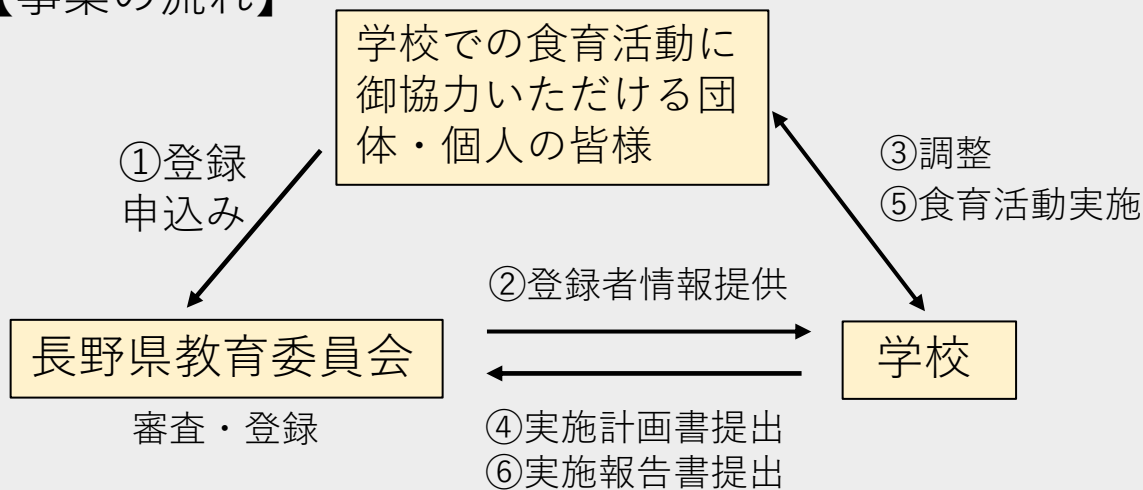 【事業の流れ】
学校での食育活動に
御協力いただける団
体・個人の皆様
①登録
申込み
③調整
⑤食育活動実施
②登録者情報提供
長野県教育委員会
学校
審査・登録
④実施計画書提出
⑥実施報告書提出